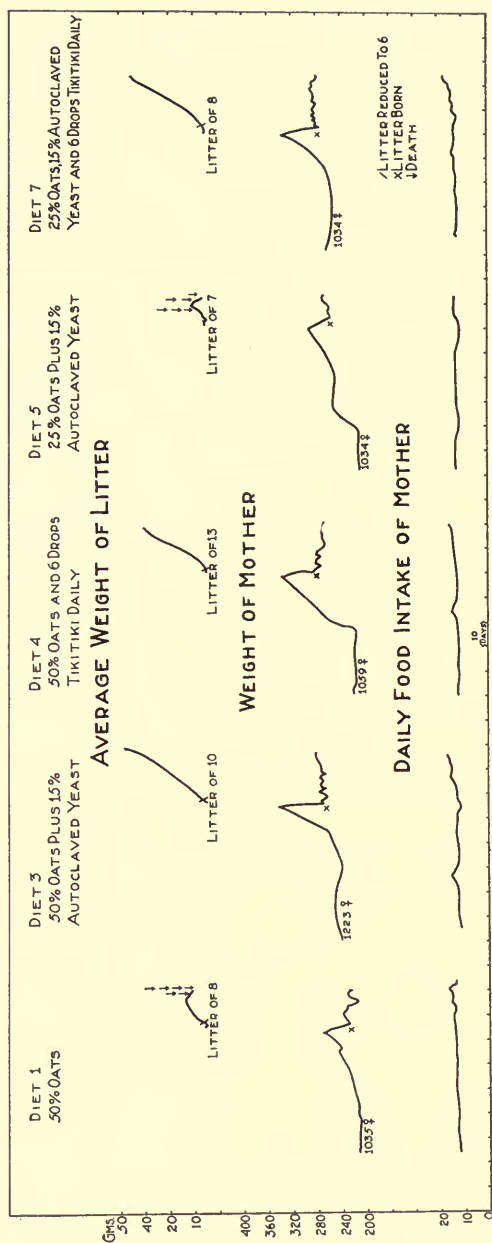 DIET 1
50% OATS
DIET 3
50% OATS PLUS 15%
AUTOCLAVED YEAST
DIET 4
50% OATS AND 6 DROPS
TIKITIKI DAILY
DIET 5
25% OATS PLUS 15%
AUTOCLAVED YEAST
DIET 7
25% OATS, 15% AUTOCLAVED
YEAST AND 6 DROPS TIKITIKI DAILY
GMS.
50
40
20
10
AVERAGE WEIGHT OF LITTER
LITTER OF 8
LITTER OF 10
LITTER OF 13
LITTER OF 7
LITTER OF 8
360
320
280
240
200
WEIGHT OF MOTHER
1035 ♀
1223 ♀
1059 ♀
1034 ♀
1034 ♀
DAILY FOOD INTAKE OF MOTHER
/ LITTER REDUCED TO 6
x LITTER BORN
↓ DEATH
20
10
0
10
(DAYS)